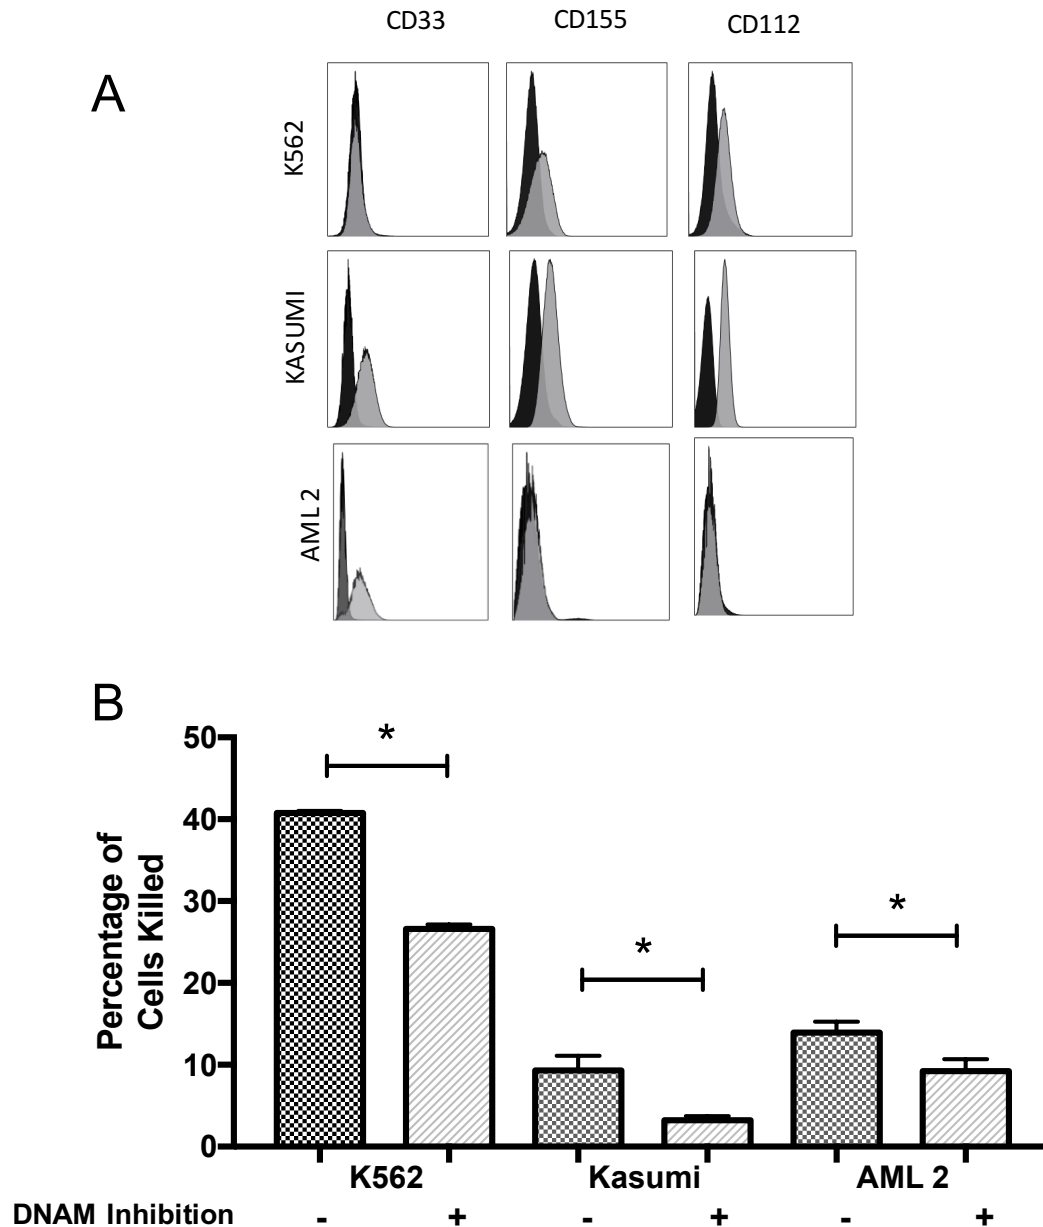 CD33 CD155 CD112
A
K562
KASUMI
AML 2
B
Percentage of
Cells Killed
50
*
40
30
*
*
20
10
0
K562 Kasumi AML 2
DNAM Inhibition - + - + - +